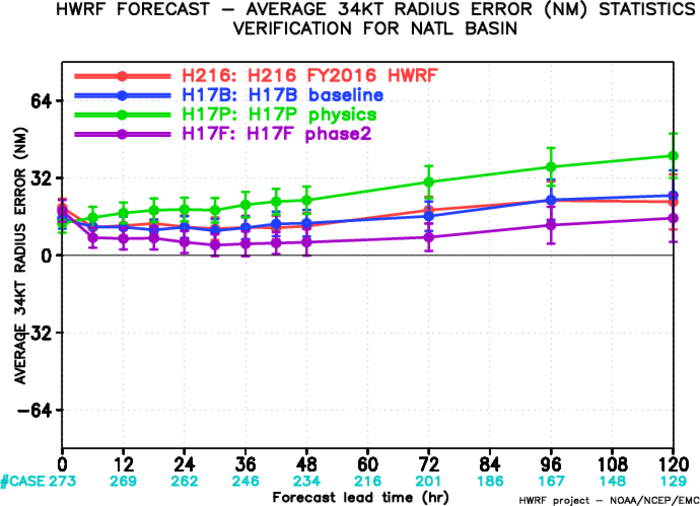 HWRF FORECAST – AVERAGE 34KT RADIUS ERROR (NM) STATISTICS
VERIFICATION FOR NATL BASIN
H216: H216 FY2016 HWRF
H17B: H17B baseline
H17P: H17P physics
H17F: H17F phase2
AVERAGE 34KT RADIUS ERROR (NM)
64
32
0
-32
-64
0 12 24 36 48 60 72 84 96 108 120
#CASE 273 269 262 246 234 216 201 186 167 148 129
Forecast lead time (hr)
HWRF project – NOAA/NCEP/EMC